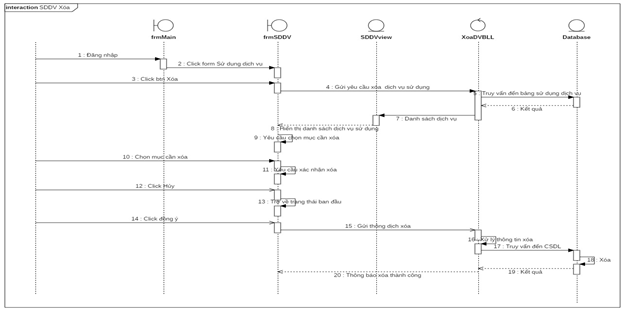 interaction SDDV Xóa
frmMain
frmSDDV
SDDVview
XoaDVBLL
Database
1 : Đăng nhập
2 : Click form Sử dụng dịch vụ
3 : Click btn Xóa
4 : Gửi yêu cầu xóa dịch vụ sử dụng
5 : Truy vấn đến bảng sử dụng dịch vụ
6 : Kết quả
7 : Danh sách dịch vụ
8 : Hiển thị danh sách dịch vụ sử dụng
9 : Yêu cầu chọn mục cần xóa
10 : Chọn mục cần xóa
11 : Yêu cầu xác nhận xóa
12 : Click Hủy
13 : Trở về trạng thái ban đầu
14 : Click đồng ý
15 : Gửi thông dịch xóa
16 : Xử lý thông tin xóa
17 : Truy vấn đến CSDL
18 : Xóa
19 : Kết quả
20 : Thông báo xóa thành công